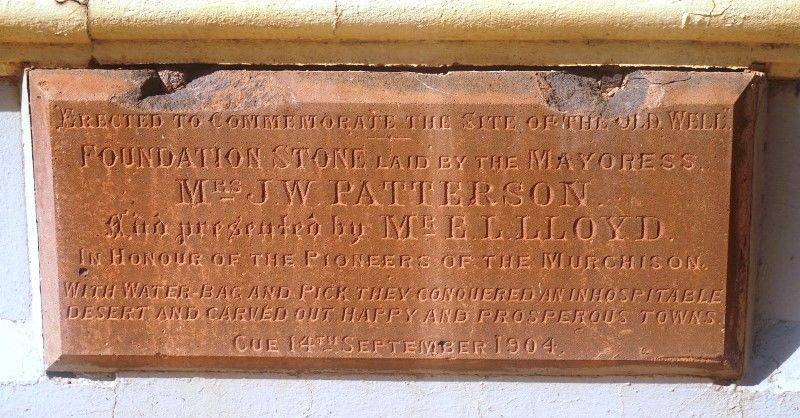 ERECTED TO COMMEMORATE THE SITE OF THE OLD WELL
FOUNDATION STONE LAID BY THE MAYORESS.
MRS J.W. PATTERSON.
And presented by MR E.L. LLOYD.
IN HONOUR OF THE PIONEERS OF THE MURCHISON.
WITH WATER-BAG AND PICK THEY CONQUERED AN INHOSPITABLE
DESERT AND CARVED OUT HAPPY AND PROSPEROUS TOWNS
CUE 14TH SEPTEMBER 1904.